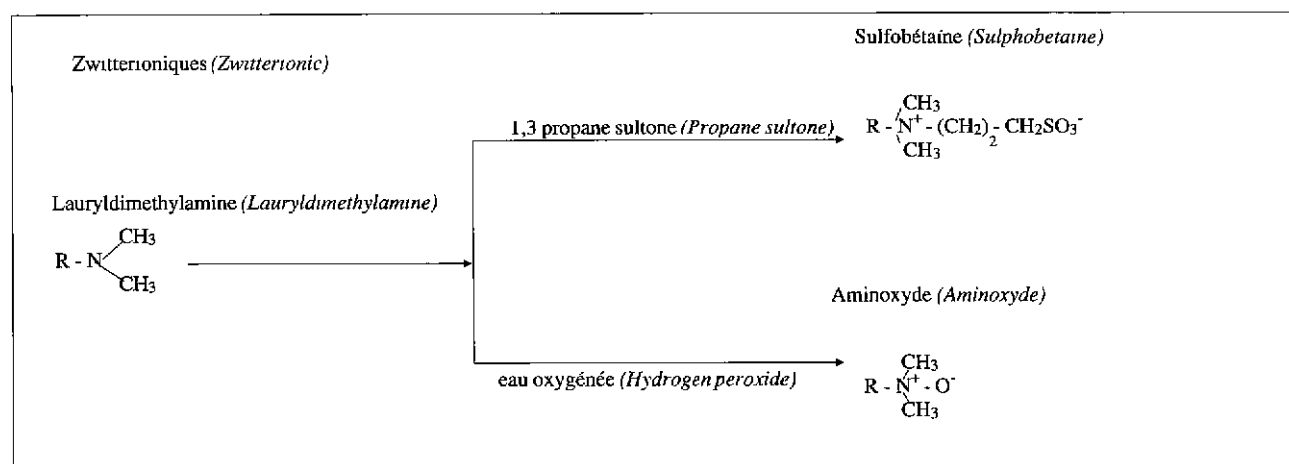 Sulfobétaïne (Sulphobetaine)
Zwitterioniques (Zwitterionic)
CH3
1,3 propane sultone (Propane sultone)
R - N+ - (CH2)2 - CH2SO3-
CH3
Lauryldimethylamine (Lauryldimethylamine)
CH3
R - N
CH3
Aminoxyde (Aminoxyde)
CH3
eau oxygénée (Hydrogen peroxide)
R - N+ - O-
CH3